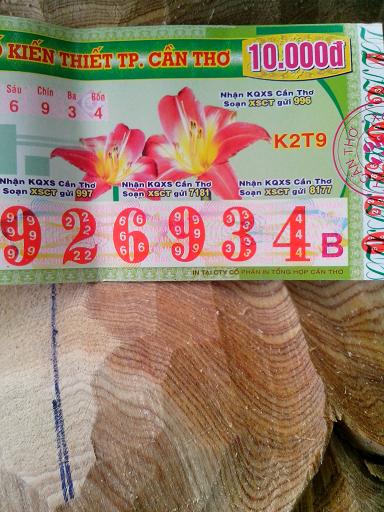 KIẾN THIẾT TP. CẦN THƠ
10.000đ
Sáu Chín Ba Bốn
6 9 3 4
Nhận KQXS Cần Thơ
Soạn XSCT gửi 996
K2T9
Nhận KQXS Cần Thơ
Soạn XSCT gửi 997
Nhận KQXS Cần Thơ
Soạn XSCT gửi 7181
Nhận KQXS Cần Thơ
Soạn XSCT gửi 8177
926934 B
IN TẠI CTY CỔ PHẦN IN TỔNG HỢP CẦN THƠ
CẦN THƠ